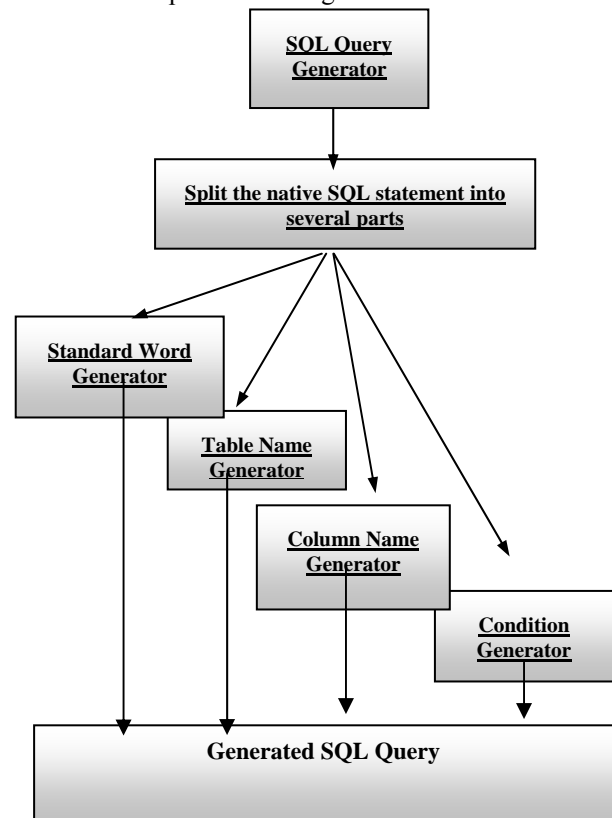 SQL Query
Generator
Split the native SQL statement into
several parts
Standard Word
Generator
Table Name
Generator
Column Name
Generator
Condition
Generator
Generated SQL Query